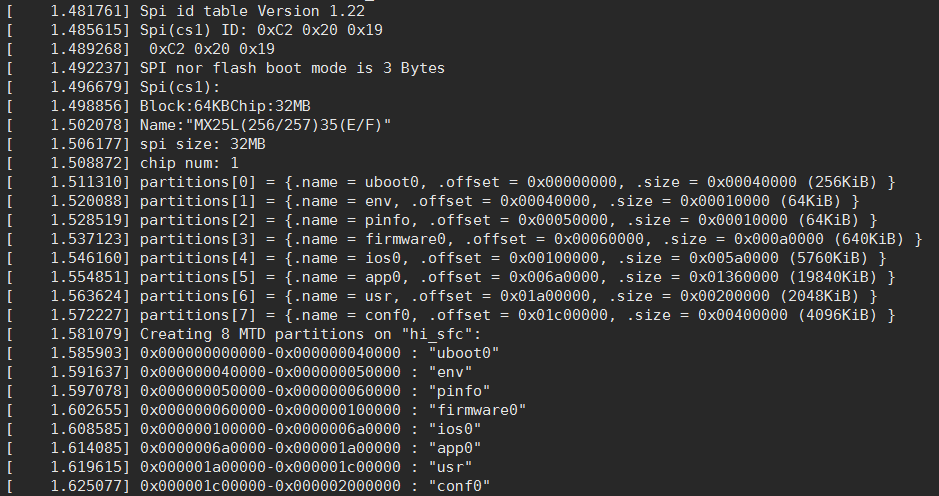 [    1.481761] Spi id table Version 1.22
[    1.485615] Spi(cs1) ID: 0xC2 0x20 0x19
[    1.489268]  0xC2 0x20 0x19
[    1.492237] SPI nor flash boot mode is 3 Bytes
[    1.496679] Spi(cs1):
[    1.498856] Block:64KBChip:32MB
[    1.502078] Name:"MX25L(256/257)35(E/F)"
[    1.506177] spi size: 32MB
[    1.508872] chip num: 1
[    1.511310] partitions[0] = {.name = uboot0, .offset = 0x00000000, .size = 0x00040000 (256KiB) }
[    1.520088] partitions[1] = {.name = env, .offset = 0x00040000, .size = 0x00010000 (64KiB) }
[    1.528519] partitions[2] = {.name = pinfo, .offset = 0x00050000, .size = 0x00010000 (64KiB) }
[    1.537123] partitions[3] = {.name = firmware0, .offset = 0x00060000, .size = 0x000a0000 (640KiB) }
[    1.546160] partitions[4] = {.name = ios0, .offset = 0x00100000, .size = 0x005a0000 (5760KiB) }
[    1.554851] partitions[5] = {.name = app0, .offset = 0x006a0000, .size = 0x01360000 (19840KiB) }
[    1.563624] partitions[6] = {.name = usr, .offset = 0x01a00000, .size = 0x00200000 (2048KiB) }
[    1.572227] partitions[7] = {.name = conf0, .offset = 0x01c00000, .size = 0x00400000 (4096KiB) }
[    1.581079] Creating 8 MTD partitions on "hi_sfc":
[    1.585903] 0x000000000000-0x000000040000 : "uboot0"
[    1.591637] 0x000000040000-0x000000050000 : "env"
[    1.597078] 0x000000050000-0x000000060000 : "pinfo"
[    1.602655] 0x000000060000-0x000000100000 : "firmware0"
[    1.608585] 0x000000100000-0x0000006a0000 : "ios0"
[    1.614085] 0x0000006a0000-0x000001a00000 : "app0"
[    1.619615] 0x000001a00000-0x000001c00000 : "usr"
[    1.625077] 0x000001c00000-0x000002000000 : "conf0"